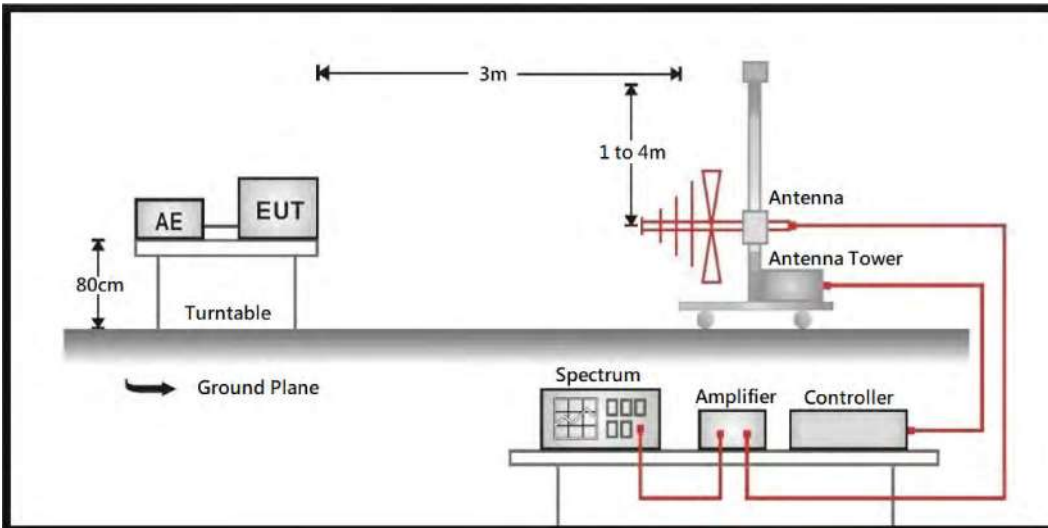 3m
1 to 4m
AE
EUT
Antenna
Antenna Tower
80cm
Turntable
Ground Plane
Spectrum
Amplifier
Controller